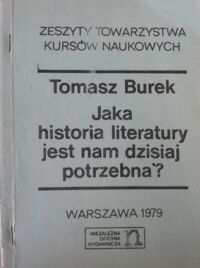 ZESZYTY TOWARZYSTWA
KURSÓW NAUKOWYCH
Tomasz Burek
Jaka
historia literatury
jest nam dzisiaj
potrzebna?
WARSZAWA 1979
NIEZALEŻNA
OFICYNA
WYDAWNICZA